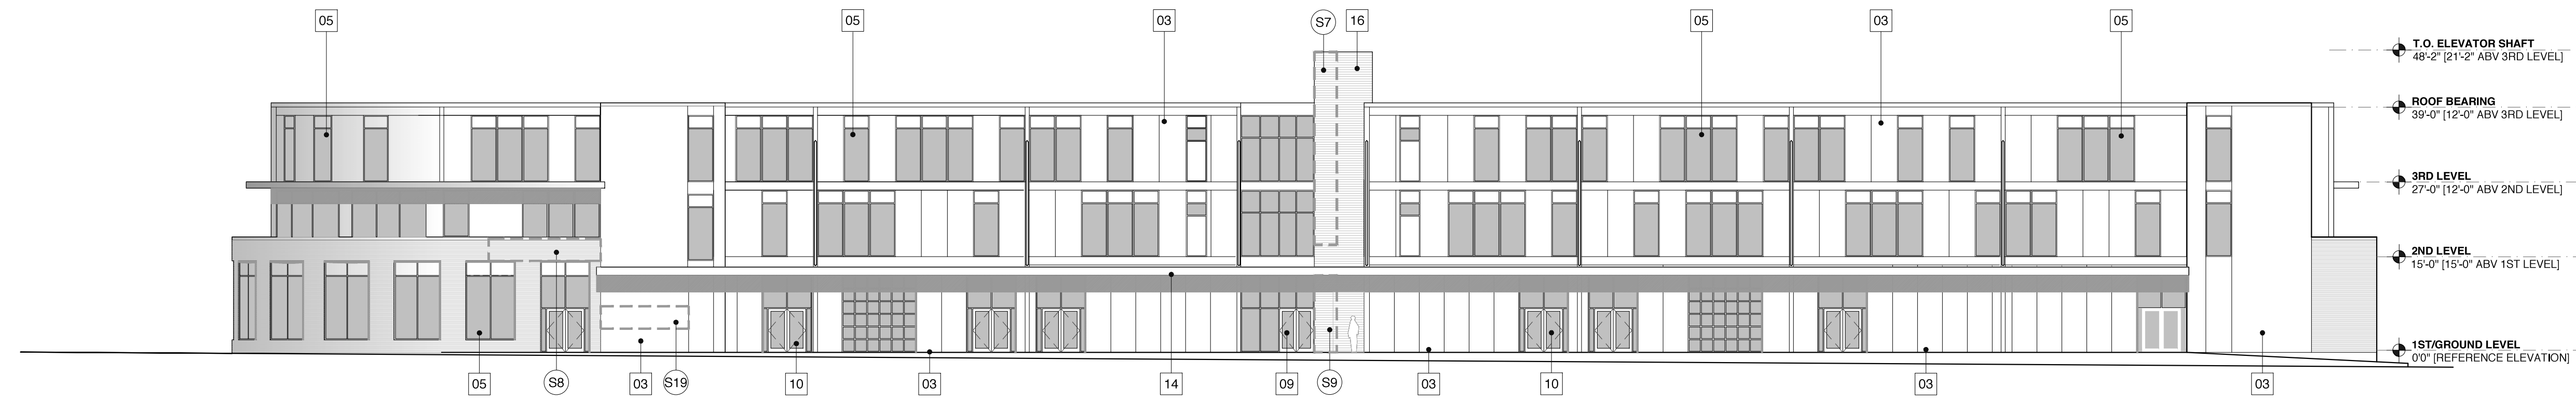 05
05
03
S7
16
05
03
05
T.O. ELEVATOR SHAFT
48'-2" [21'-2" ABV 3RD LEVEL]
ROOF BEARING
39'-0" [12'-0" ABV 3RD LEVEL]
3RD LEVEL
27'-0" [12'-0" ABV 2ND LEVEL]
2ND LEVEL
15'-0" [15'-0" ABV 1ST LEVEL]
1ST/GROUND LEVEL
0'0" [REFERENCE ELEVATION]
05
S8
03
S19
10
03
14
09
S9
03
10
03
03